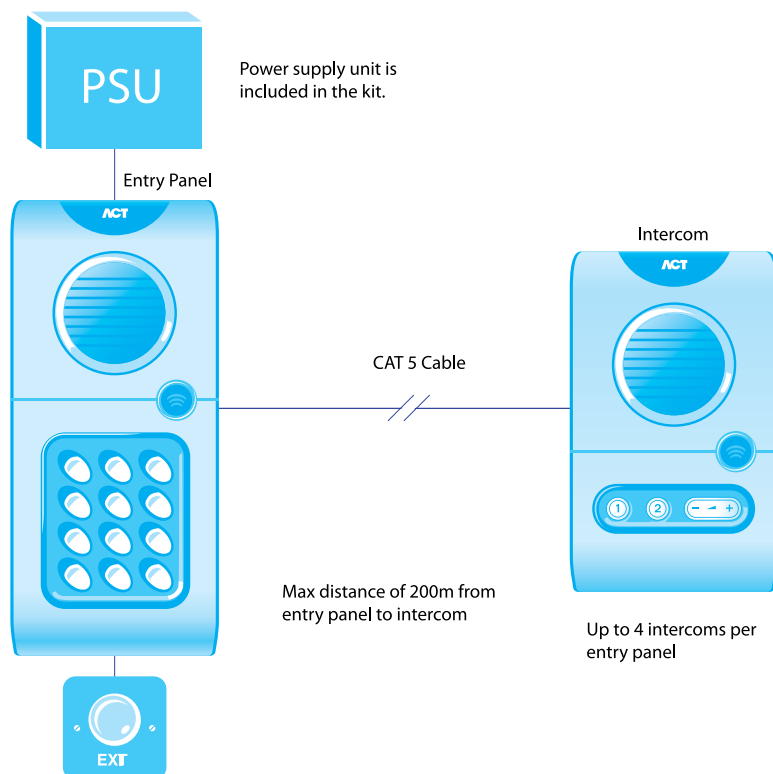 PSU
Power supply unit is
included in the kit.
Entry Panel
ACT
Intercom
ACT
CAT 5 Cable
1
2
- +
Max distance of 200m from
entry panel to intercom
Up to 4 intercoms per
entry panel
EXT